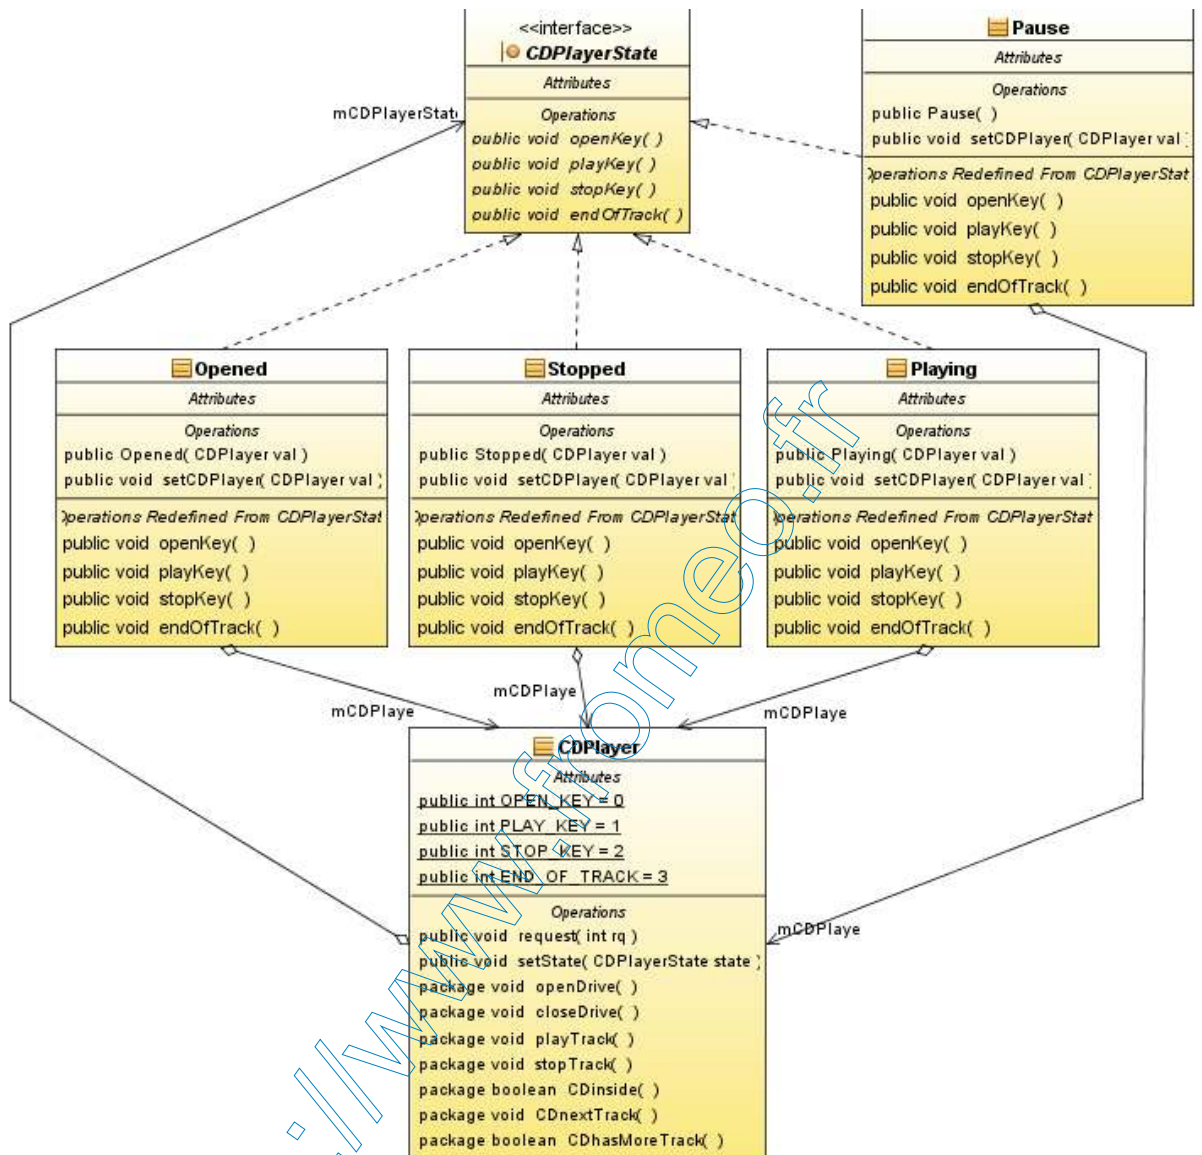 <<interface>>
CDPlayerState
Attributes
Operations
public void openKey( )
public void playKey( )
public void stopKey( )
public void endOfTrack( )
Pause
Attributes
Operations
public Pause( )
public void setCDPlayer( CDPlayer val
Operations Redefined From CDPlayerStat
public void openKey( )
public void playKey( )
public void stopKey( )
public void endOfTrack( )
mCDPlayerStat
Opened
Attributes
Operations
public Opened( CDPlayer val )
public void setCDPlayer( CDPlayer val )
Operations Redefined From CDPlayerStat
public void openKey( )
public void playKey( )
public void stopKey( )
public void endOfTrack( )
Stopped
Attributes
Operations
public Stopped( CDPlayer val )
public void setCDPlayer( CDPlayer val )
Operations Redefined From CDPlayerStat
public void openKey( )
public void playKey( )
public void stopKey( )
public void endOfTrack( )
Playing
Attributes
Operations
public Playing( CDPlayer val )
public void setCDPlayer( CDPlayer val
Operations Redefined From CDPlayerStat
public void openKey( )
public void playKey( )
public void stopKey( )
public void endOfTrack( )
mCDPlaye
mCDPlaye
mCDPlaye
mCDPlaye
CDPlayer
Attributes
public int OPEN_KEY = 0
public int PLAY_KEY = 1
public int STOP_KEY = 2
public int END_OF_TRACK = 3
Operations
public void request( int rq )
public void setState( CDPlayerState state )
package void openDrive( )
package void closeDrive( )
package void playTrack( )
package void stopTrack( )
package boolean CDinside( )
package void CDnextTrack( )
package boolean CDhasMoreTrack( )
://www.fromeo.fr